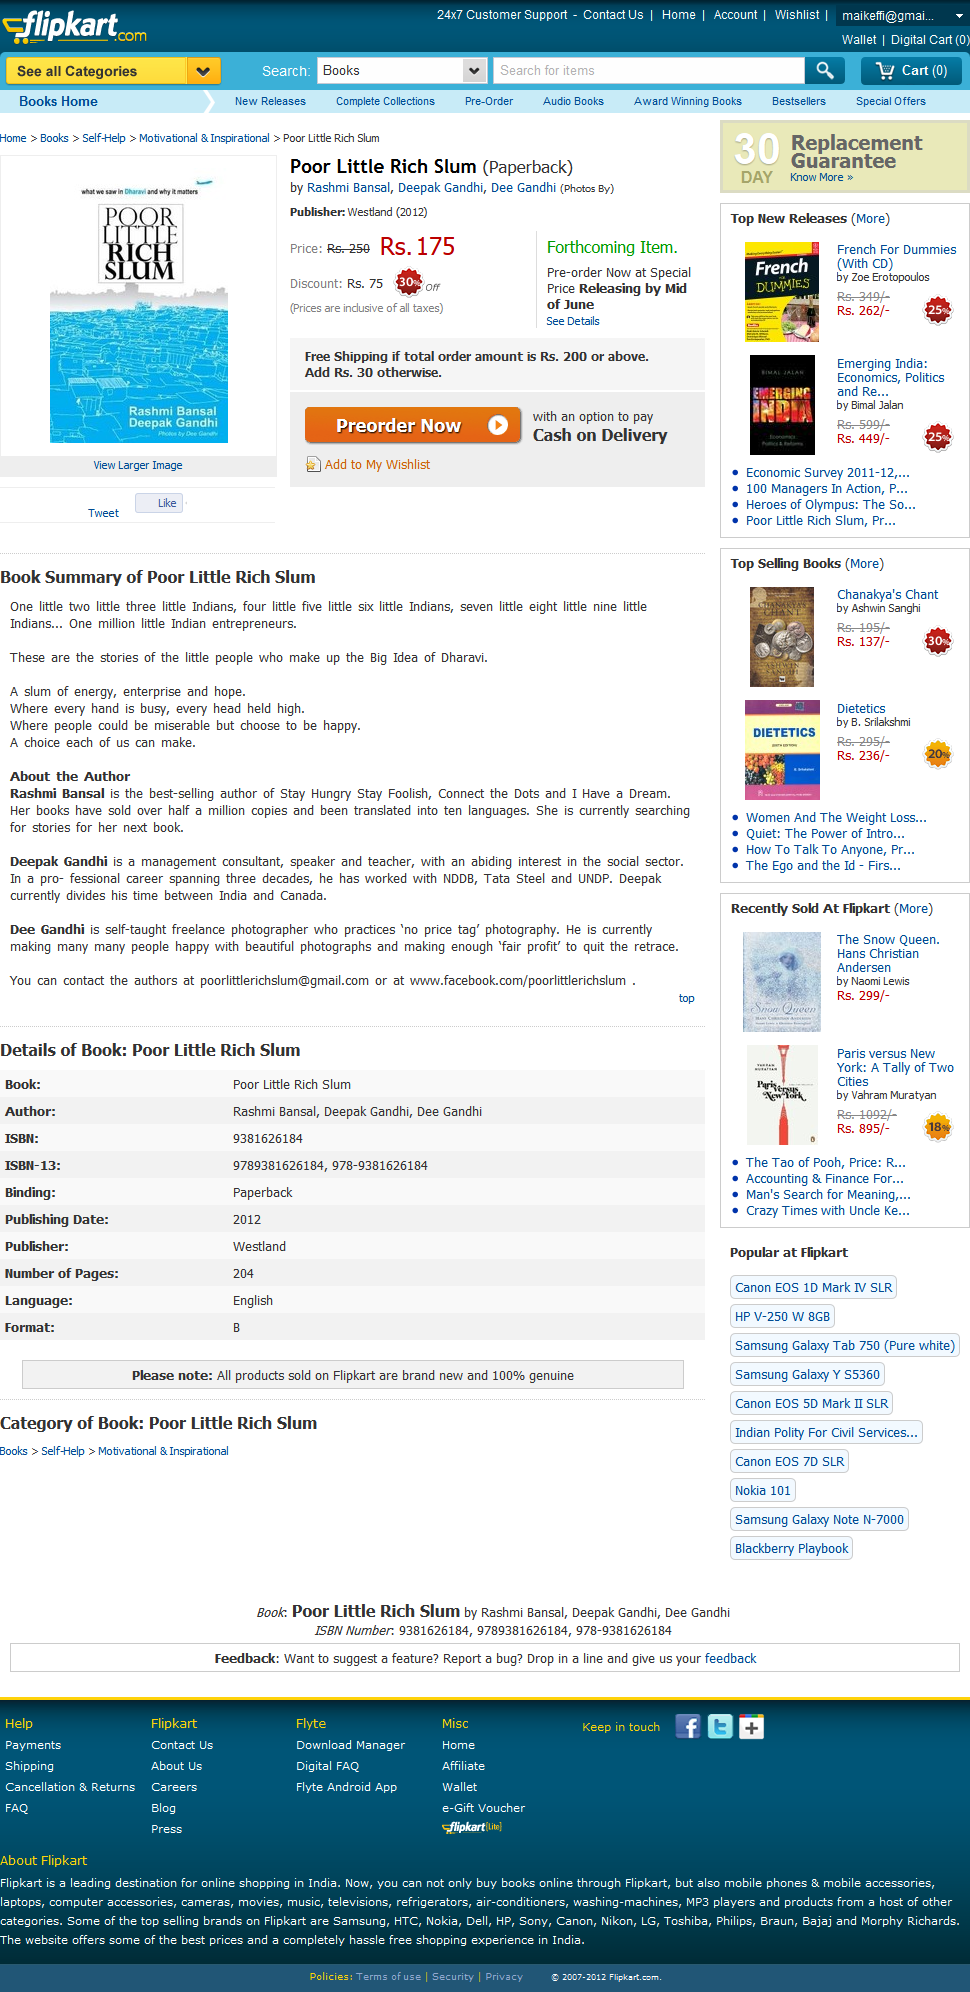 flipkart.com
24x7 Customer Support - Contact Us | Home | Account | Wishlist | maikeffi@gmai...
Wallet | Digital Cart (0)
See all Categories
Search: Books Search for items Cart (0)
Books Home New Releases Complete Collections Pre-Order Audio Books Award Winning Books Bestsellers Special Offers
Home > Books > Self-Help > Motivational & Inspirational > Poor Little Rich Slum
what we saw in Dharavi and why it matters
POOR
LITTLE
RICH
SLUM
Rashmi Bansal
Deepak Gandhi
Photos by Dee Gandhi
View Larger Image
Tweet Like
Poor Little Rich Slum (Paperback)
by Rashmi Bansal, Deepak Gandhi, Dee Gandhi (Photos By)
Publisher: Westland (2012)
Price: Rs. 250 Rs. 175
Discount: Rs. 75 30% Off
(Prices are inclusive of all taxes)
Forthcoming Item.
Pre-order Now at Special
Price Releasing by Mid
of June
See Details
Free Shipping if total order amount is Rs. 200 or above.
Add Rs. 30 otherwise.
Preorder Now
with an option to pay
Cash on Delivery
Add to My Wishlist
Book Summary of Poor Little Rich Slum
One little two little three little Indians, four little five little six little Indians, seven little eight little nine little
Indians... One million little Indian entrepreneurs.
These are the stories of the little people who make up the Big Idea of Dharavi.
A slum of energy, enterprise and hope.
Where every hand is busy, every head held high.
Where people could be miserable but choose to be happy.
A choice each of us can make.
About the Author
Rashmi Bansal is the best-selling author of Stay Hungry Stay Foolish, Connect the Dots and I Have a Dream.
Her books have sold over half a million copies and been translated into ten languages. She is currently searching
for stories for her next book.
Deepak Gandhi is a management consultant, speaker and teacher, with an abiding interest in the social sector.
In a pro- fessional career spanning three decades, he has worked with NDDB, Tata Steel and UNDP. Deepak
currently divides his time between India and Canada.
Dee Gandhi is self-taught freelance photographer who practices ‘no price tag’ photography. He is currently
making many many people happy with beautiful photographs and making enough ‘fair profit’ to quit the retrace.
You can contact the authors at poorlittlerichslum@gmail.com or at www.facebook.com/poorlittlerichslum .
top
Details of Book: Poor Little Rich Slum
Book: Poor Little Rich Slum
Author: Rashmi Bansal, Deepak Gandhi, Dee Gandhi
ISBN: 9381626184
ISBN-13: 9789381626184, 978-9381626184
Binding: Paperback
Publishing Date: 2012
Publisher: Westland
Number of Pages: 204
Language: English
Format: B
Please note: All products sold on Flipkart are brand new and 100% genuine
Category of Book: Poor Little Rich Slum
Books > Self-Help > Motivational & Inspirational
30
DAY
Replacement
Guarantee
Know More »
Top New Releases (More)
French
FOR
DUMMIES
French For Dummies
(With CD)
by Zoe Erotopoulos
Rs. 349/-
Rs. 262/-
25%
BIMAL JALAN
EMERGING
INDIA
Economics
Politics & Reforms
Emerging India:
Economics, Politics
and Re...
by Bimal Jalan
Rs. 599/-
Rs. 449/-
25%
Economic Survey 2011-12,...
100 Managers In Action, P...
Heroes of Olympus: The So...
Poor Little Rich Slum, Pr...
Top Selling Books (More)
CHANAKYA'S
CHANT
ASHWIN
SANGHI
Chanakya's Chant
by Ashwin Sanghi
Rs. 195/-
Rs. 137/-
30%
DIETETICS
Dietetics
by B. Srilakshmi
Rs. 295/-
Rs. 236/-
20%
Women And The Weight Loss...
Quiet: The Power of Intro...
How To Talk To Anyone, Pr...
The Ego and the Id - Firs...
Recently Sold At Flipkart (More)
Snow Queen
The Snow Queen.
Hans Christian
Andersen
by Naomi Lewis
Rs. 299/-
VAHRAM
MURATYAN
Paris versus
New York
Paris versus New
York: A Tally of Two
Cities
by Vahram Muratyan
Rs. 1092/-
Rs. 895/-
18%
The Tao of Pooh, Price: R...
Accounting & Finance For...
Man's Search for Meaning,...
Crazy Times with Uncle Ke...
Popular at Flipkart
Canon EOS 1D Mark IV SLR
HP V-250 W 8GB
Samsung Galaxy Tab 750 (Pure white)
Samsung Galaxy Y S5360
Canon EOS 5D Mark II SLR
Indian Polity For Civil Services...
Canon EOS 7D SLR
Nokia 101
Samsung Galaxy Note N-7000
Blackberry Playbook
Book: Poor Little Rich Slum by Rashmi Bansal, Deepak Gandhi, Dee Gandhi
ISBN Number: 9381626184, 9789381626184, 978-9381626184
Feedback: Want to suggest a feature? Report a bug? Drop in a line and give us your feedback
Help
Payments
Shipping
Cancellation & Returns
FAQ
Flipkart
Contact Us
About Us
Careers
Blog
Press
Flyte
Download Manager
Digital FAQ
Flyte Android App
Misc
Home
Affiliate
Wallet
e-Gift Voucher
flipkart[Lite]
Keep in touch f t +
About Flipkart
Flipkart is a leading destination for online shopping in India. Now, you can not only buy books online through Flipkart, but also mobile phones & mobile accessories,
laptops, computer accessories, cameras, movies, music, televisions, refrigerators, air-conditioners, washing-machines, MP3 players and products from a host of other
categories. Some of the top selling brands on Flipkart are Samsung, HTC, Nokia, Dell, HP, Sony, Canon, Nikon, LG, Toshiba, Philips, Braun, Bajaj and Morphy Richards.
The website offers some of the best prices and a completely hassle free shopping experience in India.
Policies: Terms of use | Security | Privacy © 2007-2012 Flipkart.com.